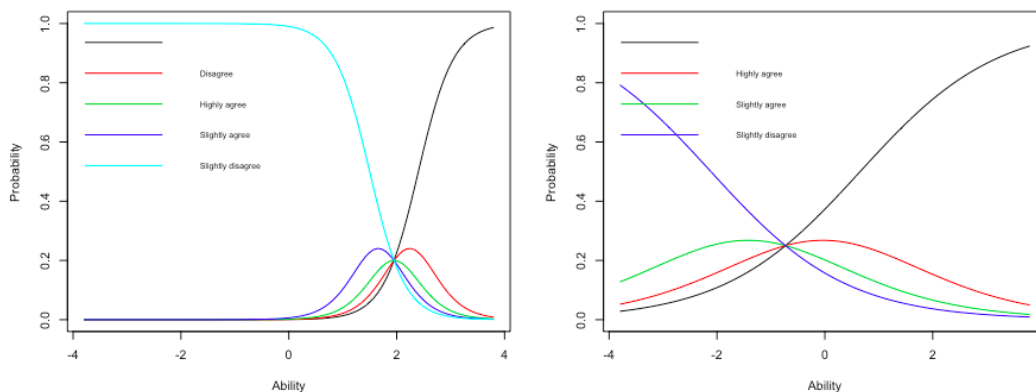 1.0
0.8
0.6
0.4
0.2
0.0
Probability
Disagree
Highly agree
Slightly agree
Slightly disagree
-4 -2 0 2 4
Ability
1.0
0.8
0.6
0.4
0.2
0.0
Probability
Highly agree
Slightly agree
Slightly disagree
-4 -2 0 2
Ability